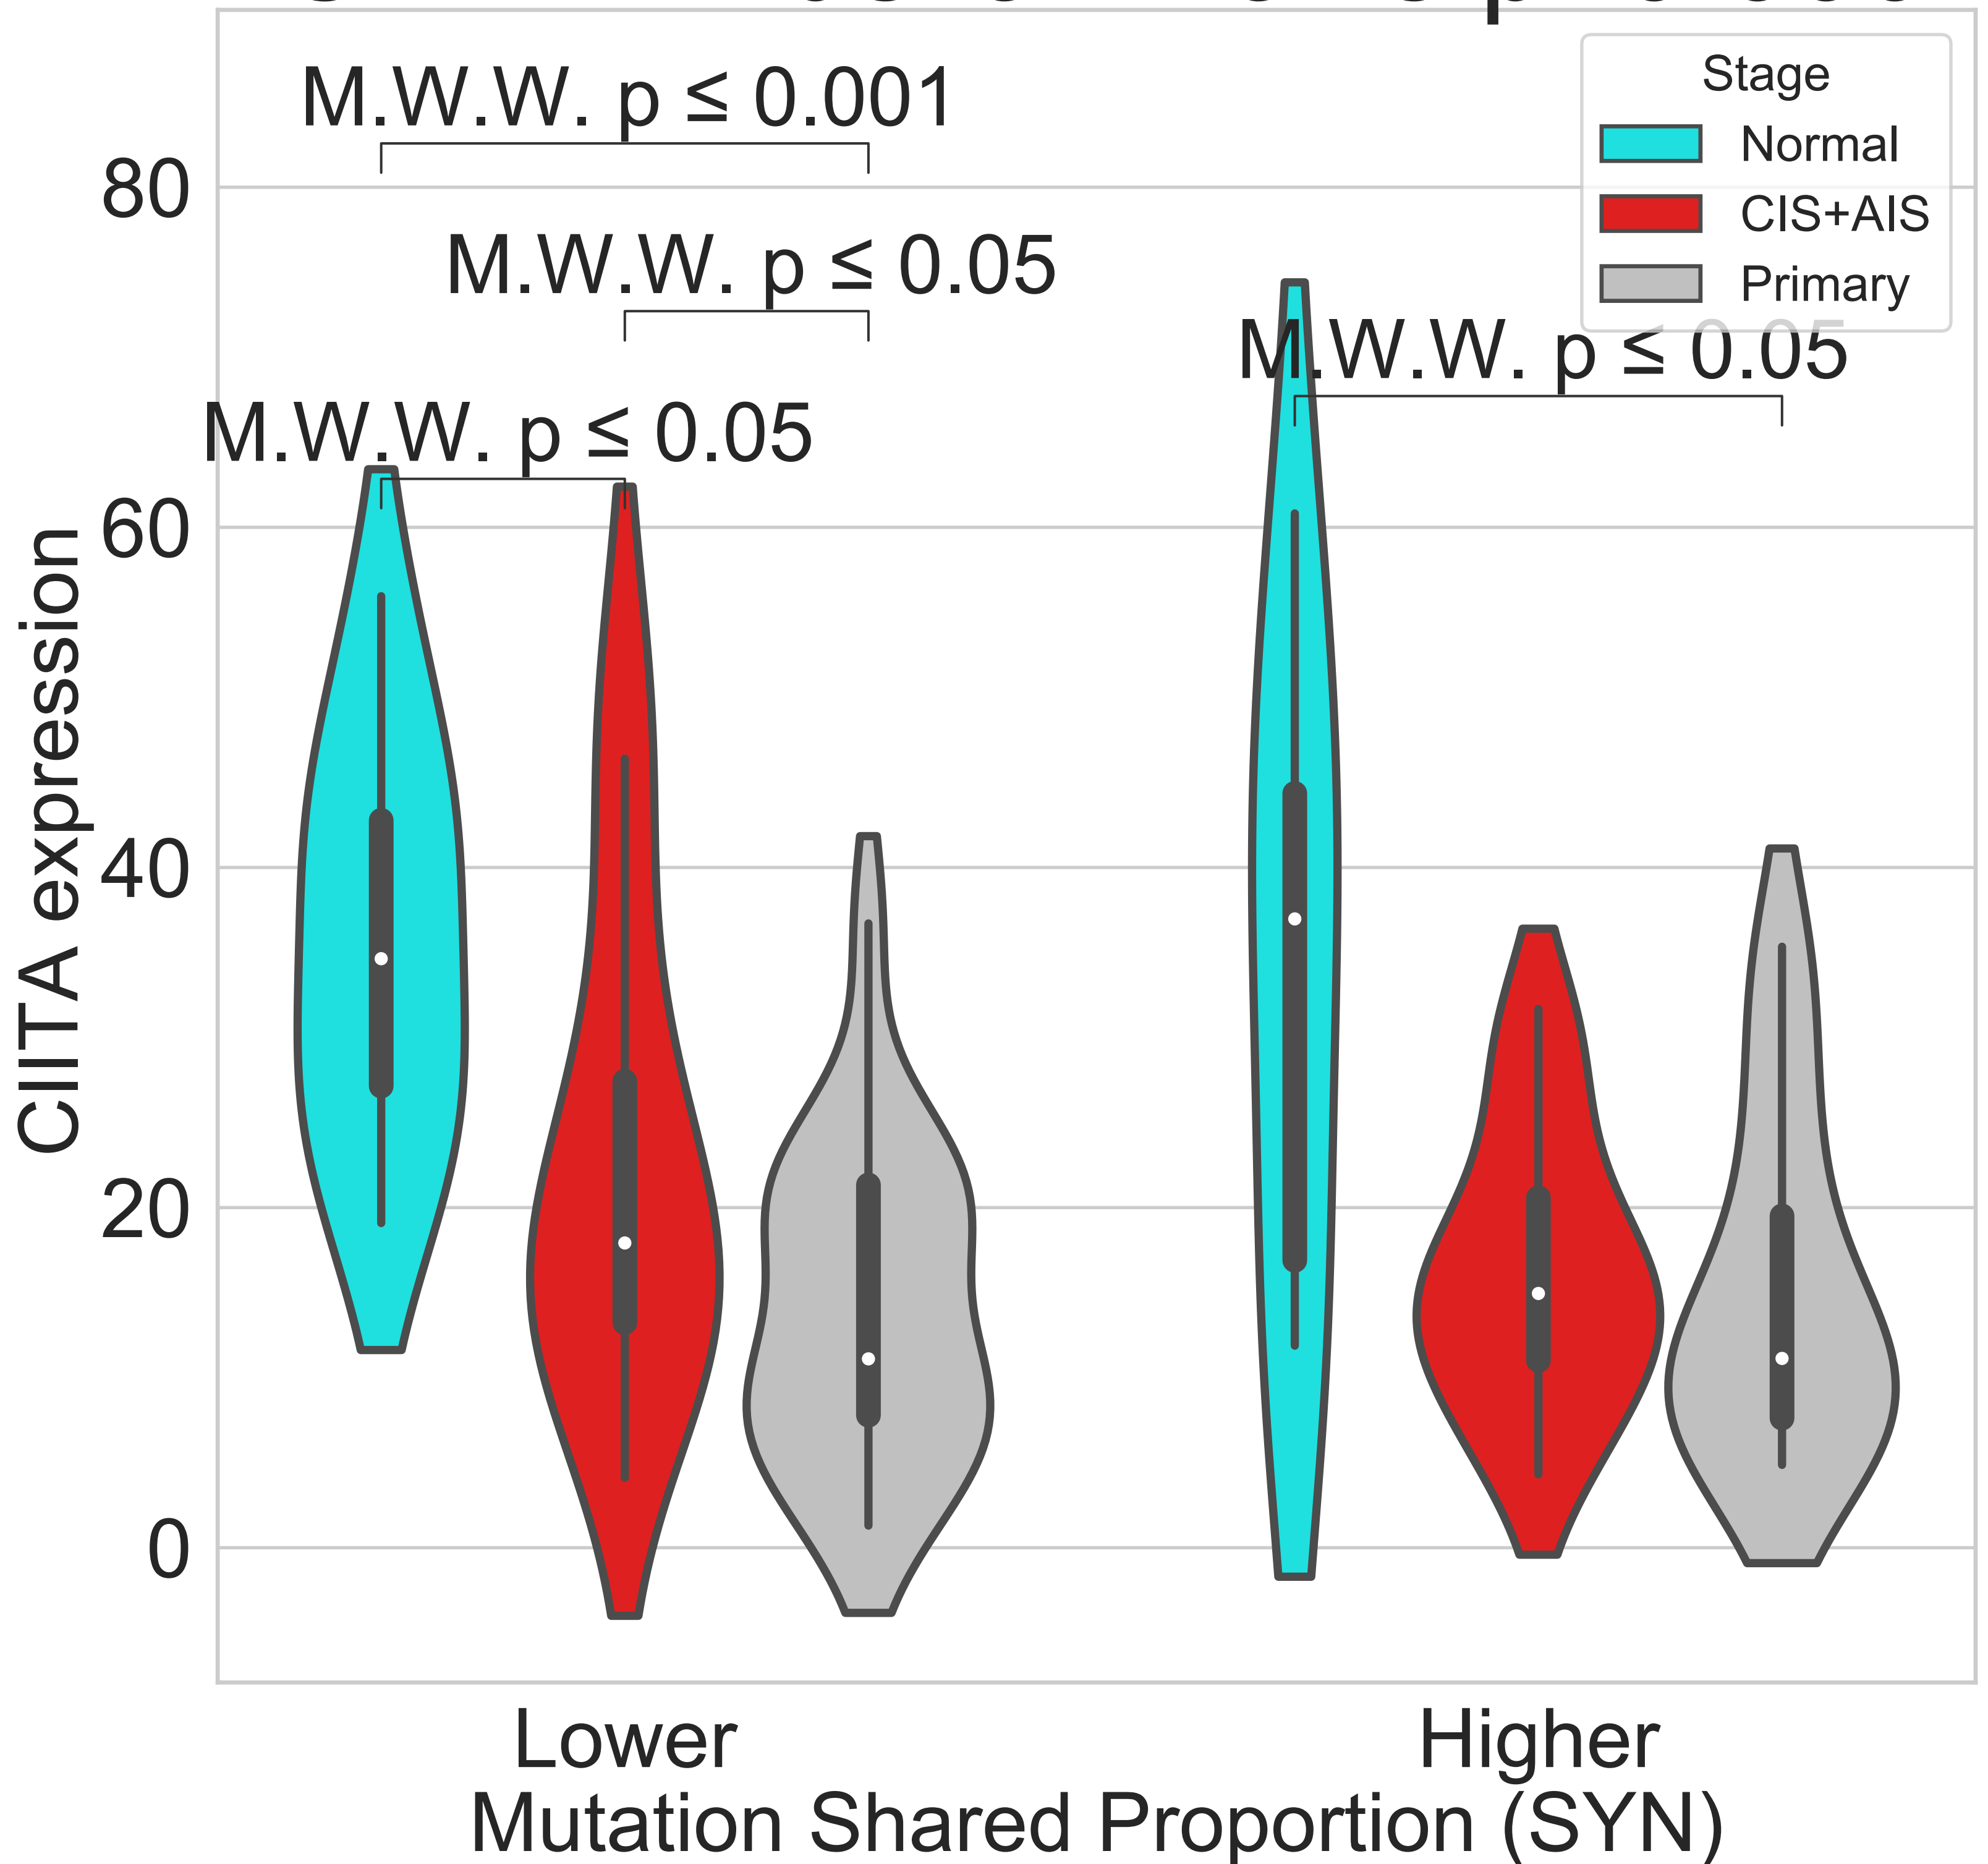 M.W.W. p ≤ 0.001
M.W.W. p ≤ 0.05
M.W.W. p ≤ 0.05
M.W.W. p ≤ 0.05
Stage
Normal
CIS+AIS
Primary
80
60
40
20
0
CIITA expression
Lower
Higher
Mutation Shared Proportion (SYN)